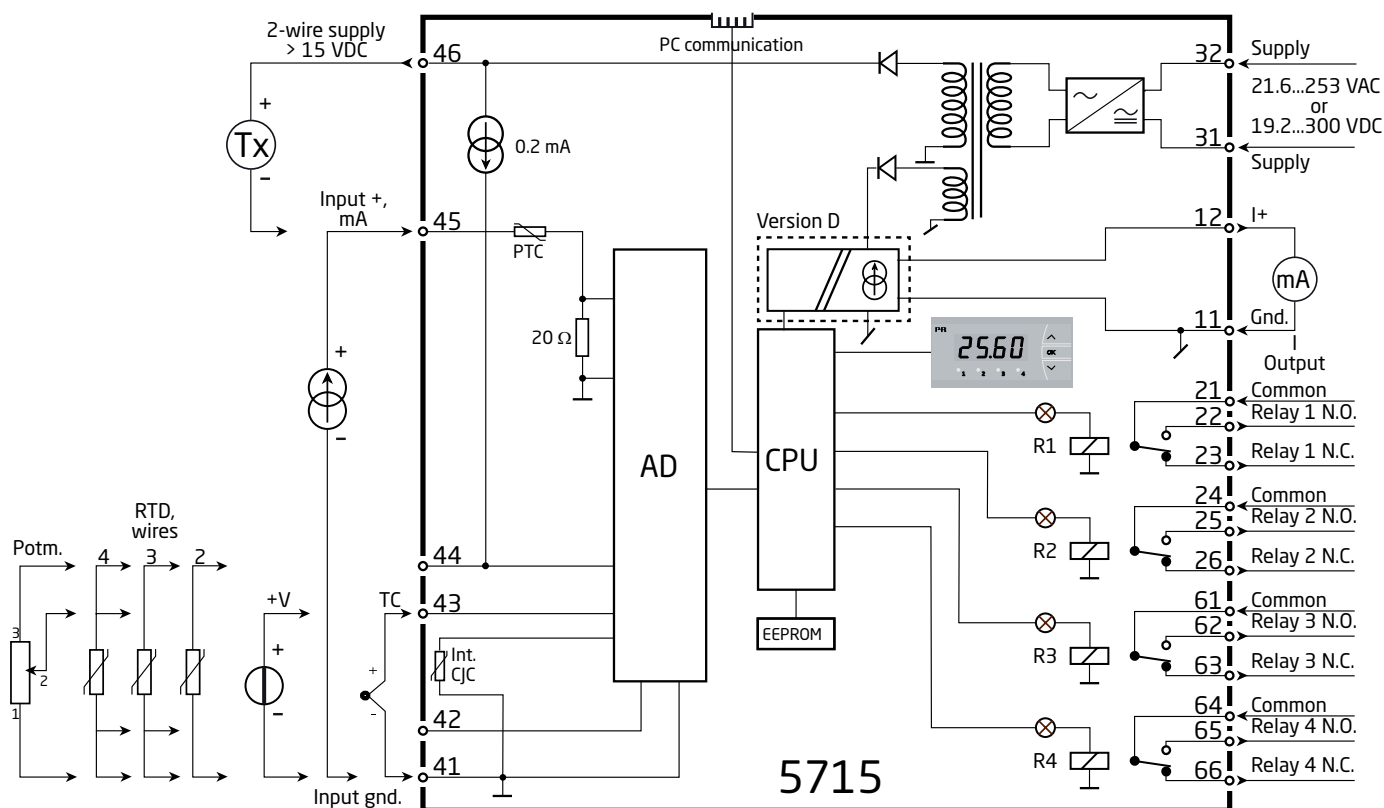 2-wire supply
> 15 VDC
46
PC communication
32
Supply
21.6...253 VAC
or
19.2...300 VDC
31
Supply
+
Tx
-
0.2 mA
Input +,
mA
45
PTC
Version D
12
I+
mA
11
Gnd.
I
Output
20 Ω
+
-
PR
25.60
OK
1 2 3 4
AD
CPU
EEPROM
21
Common
22
Relay 1 N.O.
R1
23
Relay 1 N.C.
24
Common
25
Relay 2 N.O.
R2
26
Relay 2 N.C.
61
Common
62
Relay 3 N.O.
R3
63
Relay 3 N.C.
64
Common
65
Relay 4 N.O.
R4
66
Relay 4 N.C.
RTD,
wires
Potm.
4 3 2
3
2
1
+V
+
-
TC
+
-
44
43
Int.
CJC
42
41
Input gnd.
5715